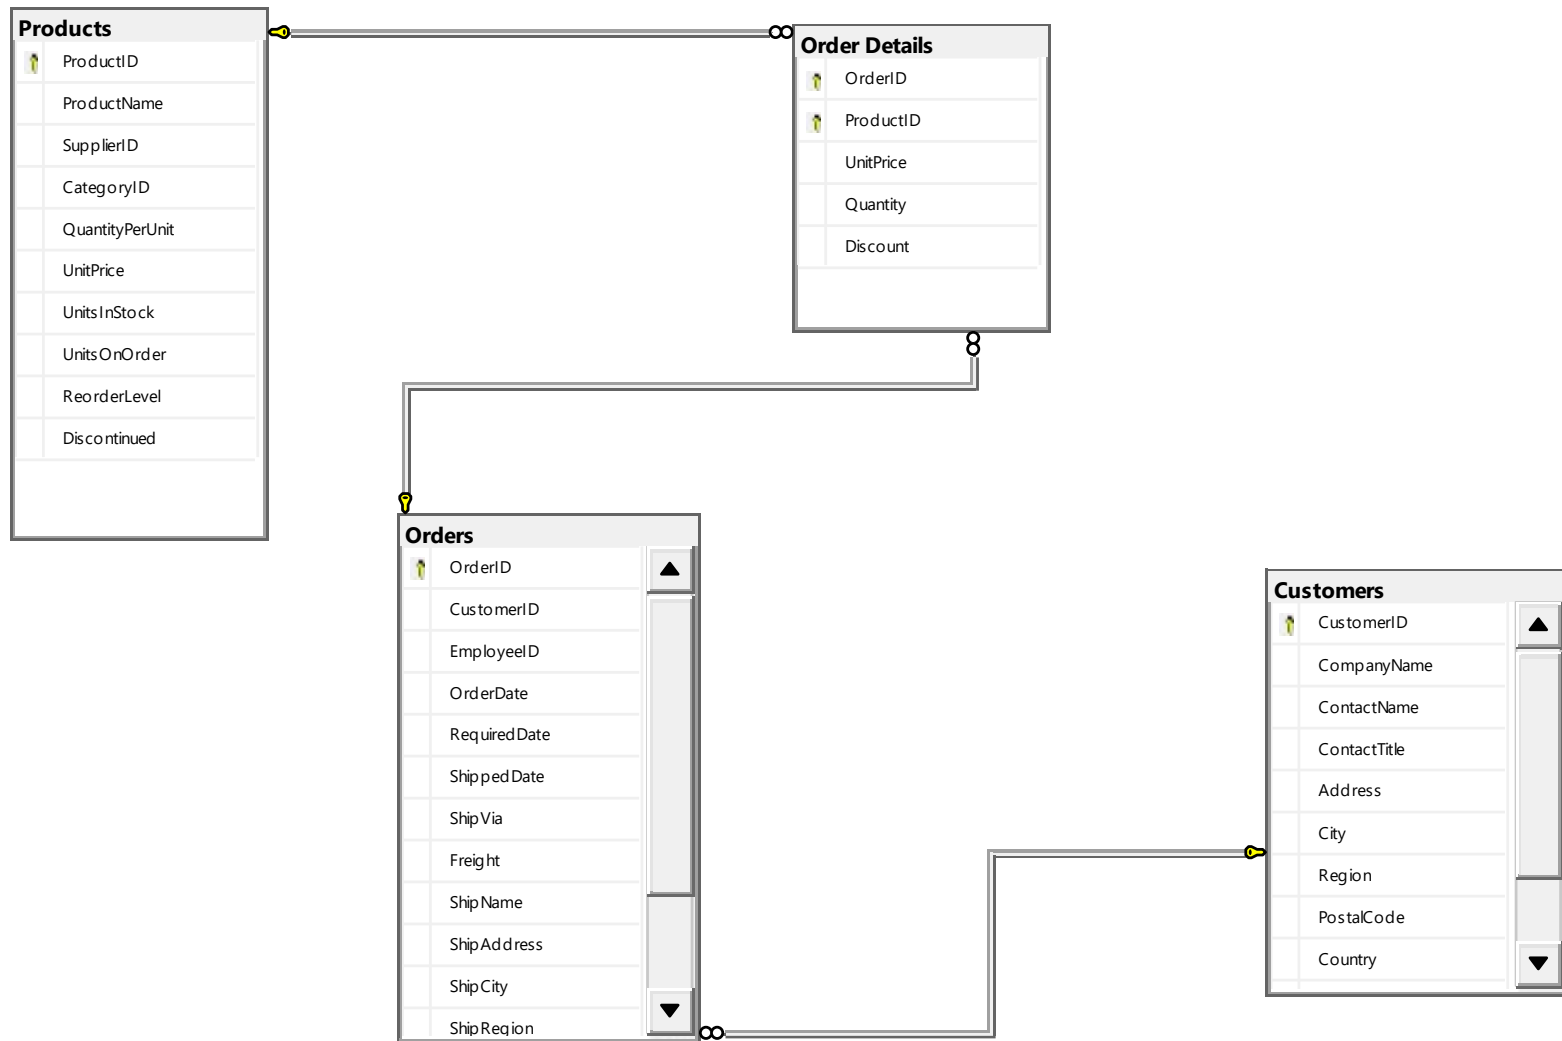 Products
ProductID
ProductName
SupplierID
CategoryID
QuantityPerUnit
UnitPrice
UnitsInStock
UnitsOnOrder
ReorderLevel
Discontinued
Order Details
OrderID
ProductID
UnitPrice
Quantity
Discount
Orders
OrderID
CustomerID
EmployeeID
OrderDate
RequiredDate
ShippedDate
ShipVia
Freight
ShipName
ShipAddress
ShipCity
ShipRegion
Customers
CustomerID
CompanyName
ContactName
ContactTitle
Address
City
Region
PostalCode
Country